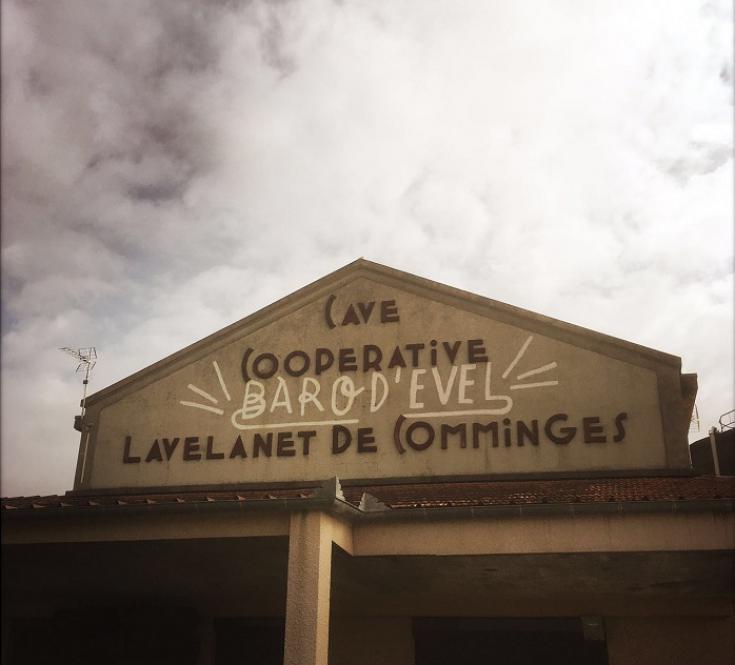 CAVE
COOPERATiVE
BARO D'EVEL
LAVELANET DE COMMiNGES